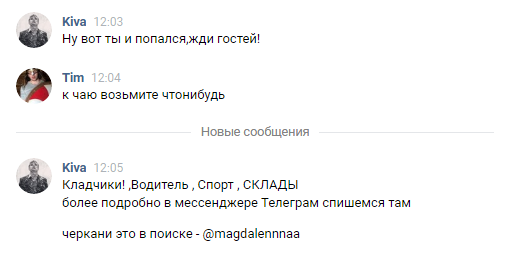 Kiva 12:03
Ну вот ты и попался,жди гостей!
Tim 12:04
к чаю возьмите чтонибудь
Новые сообщения
Kiva 12:05
Кладчики! ,Водитель , Спорт , СКЛАДЫ
более подробно в мессенджере Телеграм спишемся там
черкани это в поиске - @magdalennnaa